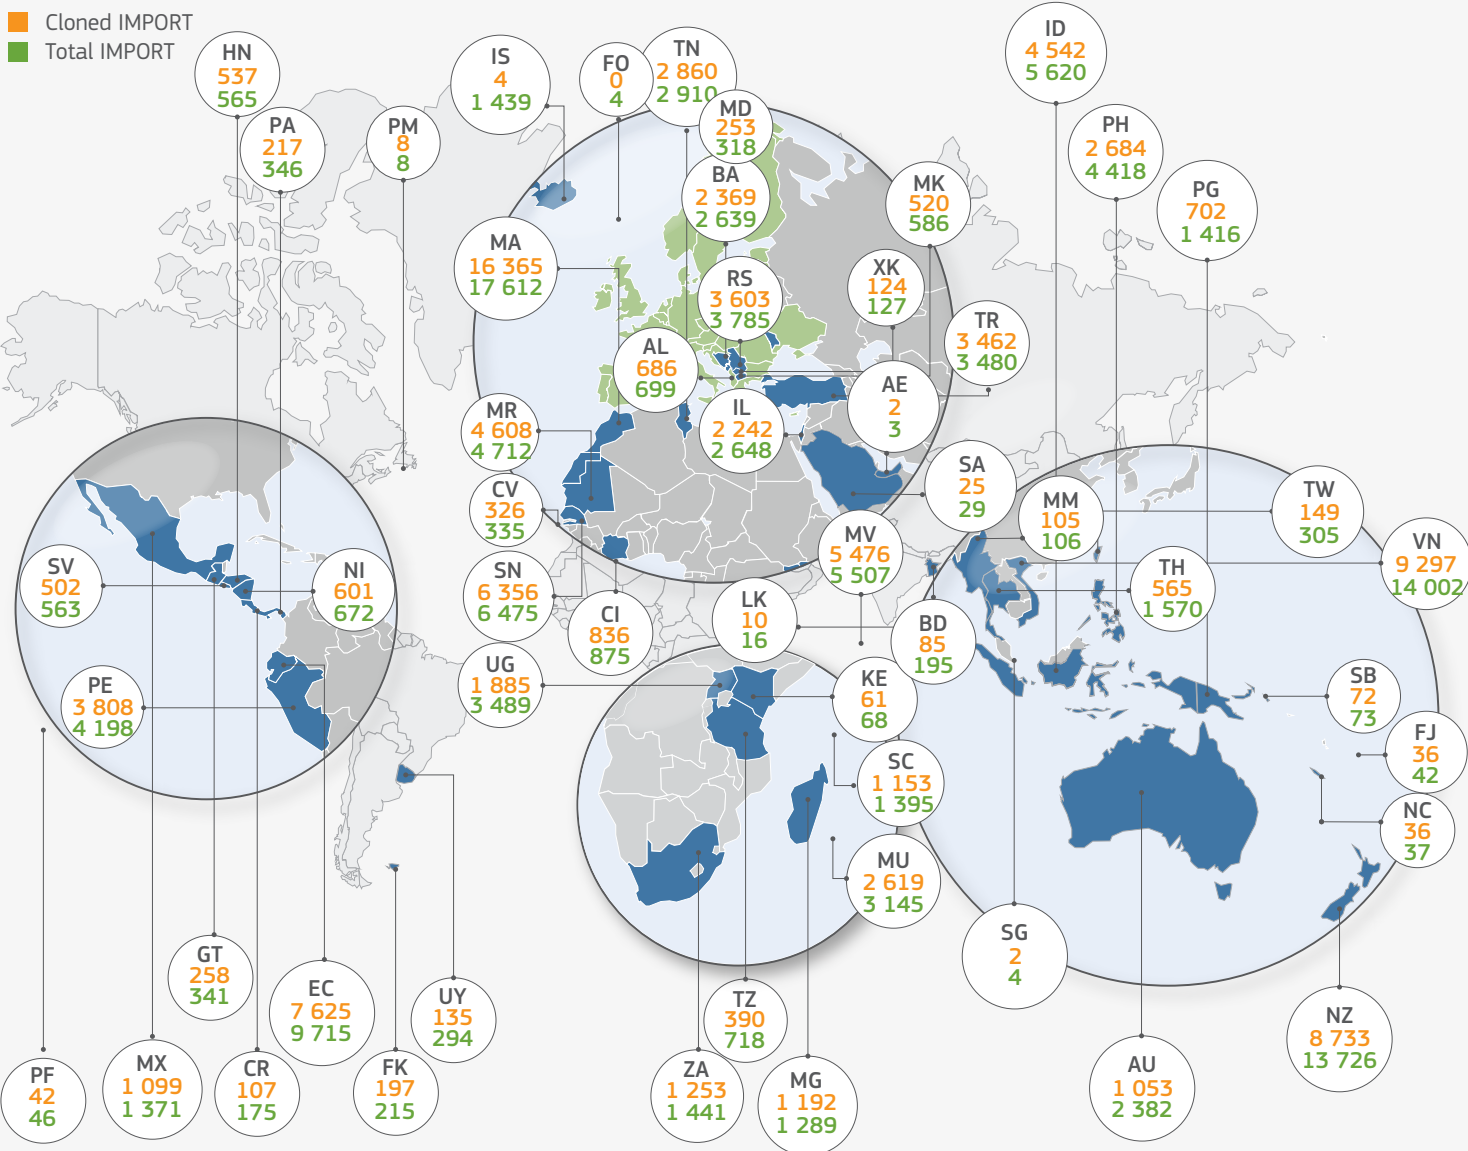 Cloned IMPORT
Total IMPORT
HN
537
565
PA
217
346
PM
8
8
IS
4
1 439
FO
0
4
TN
2 860
2 910
MD
253
318
BA
2 369
2 639
MK
520
586
ID
4 542
5 620
PH
2 684
4 418
PG
702
1 416
MA
16 365
17 612
RS
3 603
3 785
XK
124
127
TR
3 462
3 480
AL
686
699
AE
2
3
MR
4 608
4 712
IL
2 242
2 648
CV
326
335
SA
25
29
MM
105
106
TW
149
305
MV
5 476
5 507
VN
9 297
14 002
SV
502
563
NI
601
672
SN
6 356
6 475
CI
836
875
LK
10
16
BD
85
195
TH
565
1 570
UG
1 885
3 489
KE
61
68
SB
72
73
PE
3 808
4 198
FJ
36
42
SC
1 153
1 395
NC
36
37
MU
2 619
3 145
SG
2
4
GT
258
341
EC
7 625
9 715
UY
135
294
TZ
390
718
NZ
8 733
13 726
PF
42
46
MX
1 099
1 371
CR
107
175
FK
197
215
ZA
1 253
1 441
MG
1 192
1 289
AU
1 053
2 382